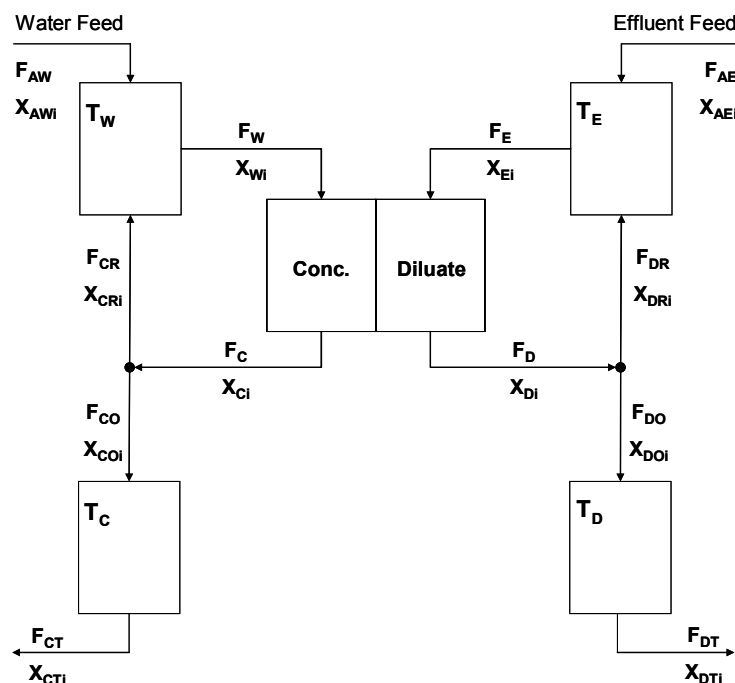 Water Feed
Effluent Feed
F_AW
X_AWi
T_W
F_W
X_Wi
F_E
X_Ei
T_E
F_AE
X_AEi
Conc.
Diluate
F_CR
X_CRi
F_DR
X_DRi
F_C
X_Ci
F_D
X_Di
F_CO
X_COi
F_DO
X_DOi
T_C
T_D
F_CT
X_CTi
F_DT
X_DTi